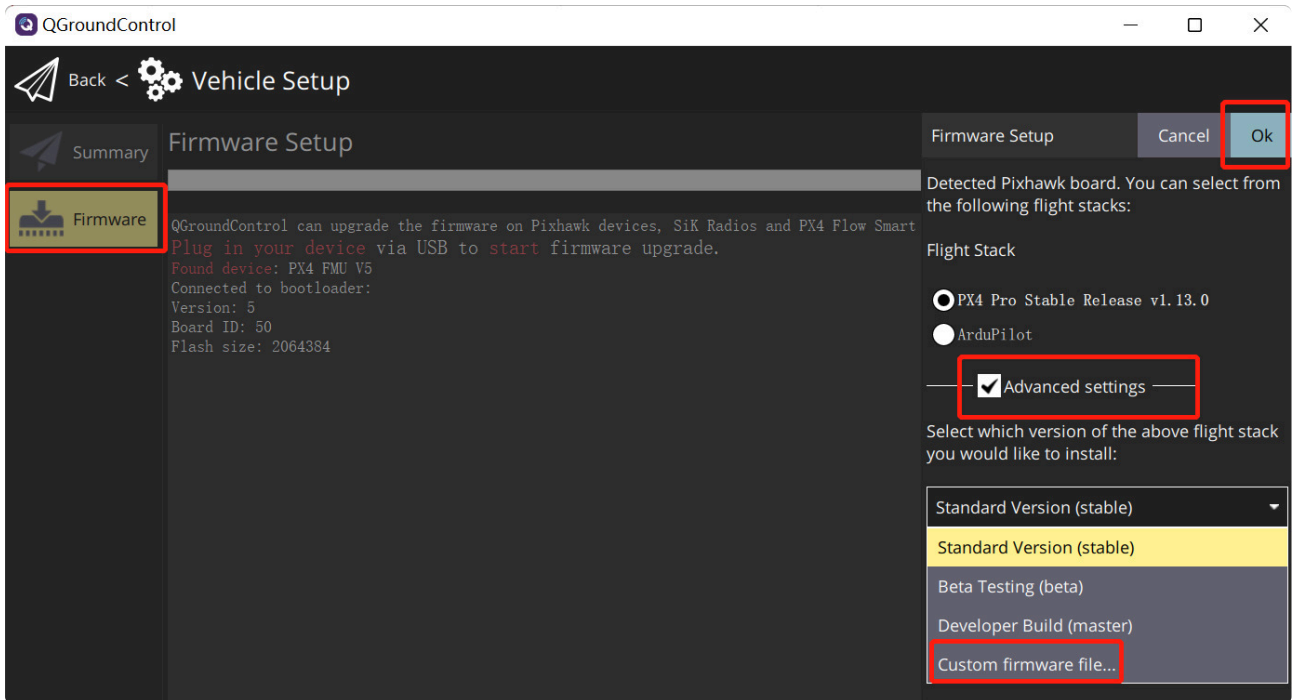 QGroundControl
Back < Vehicle Setup
Summary
Firmware
Firmware Setup
QGroundControl can upgrade the firmware on Pixhawk devices, SiK Radios and PX4 Flow Smart
Plug in your device via USB to start firmware upgrade.
Found device: PX4 FMU V5
Connected to bootloader:
Version: 5
Board ID: 50
Flash size: 2064384
Firmware Setup Cancel Ok
Detected Pixhawk board. You can select from
the following flight stacks:
Flight Stack
PX4 Pro Stable Release v1.13.0
ArduPilot
Advanced settings
Select which version of the above flight stack
you would like to install:
Standard Version (stable)
Standard Version (stable)
Beta Testing (beta)
Developer Build (master)
Custom firmware file...